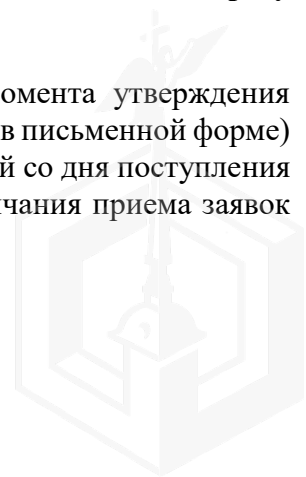 омента утверждения
в письменной форме)
й со дня поступления
чания приема заявок